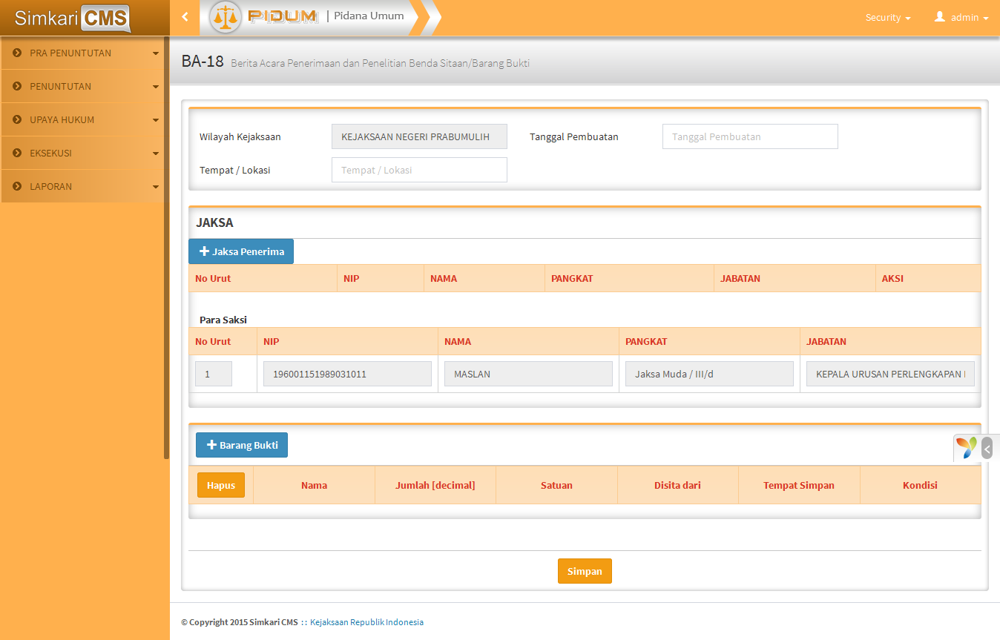 Simkari CMS
PIDUM | Pidana Umum
Security
admin
PRA PENUNTUTAN
PENUNTUTAN
UPAYA HUKUM
EKSEKUSI
LAPORAN
BA-18 Berita Acara Penerimaan dan Penelitian Benda Sitaan/Barang Bukti
Wilayah Kejaksaan KEJAKSAAN NEGERI PRABUMULIH Tanggal Pembuatan Tanggal Pembuatan
Tempat / Lokasi Tempat / Lokasi
JAKSA
Jaksa Penerima
No Urut NIP NAMA PANGKAT JABATAN AKSI
Para Saksi
No Urut NIP NAMA PANGKAT JABATAN
1 196001151989031011 MASLAN Jaksa Muda / III/d KEPALA URUSAN PERLENGKAPAN
Barang Bukti
Hapus Nama Jumlah [decimal] Satuan Disita dari Tempat Simpan Kondisi
Simpan
© Copyright 2015 Simkari CMS :: Kejaksaan Republik Indonesia